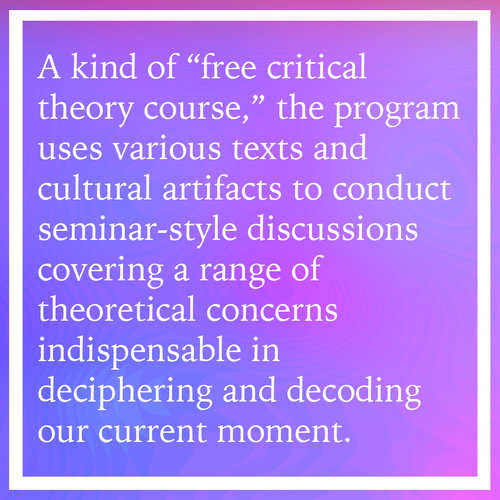 A kind of “free critical
theory course,” the program
uses various texts and
cultural artifacts to conduct
seminar-style discussions
covering a range of
theoretical concerns
indispensable in
deciphering and decoding
our current moment.